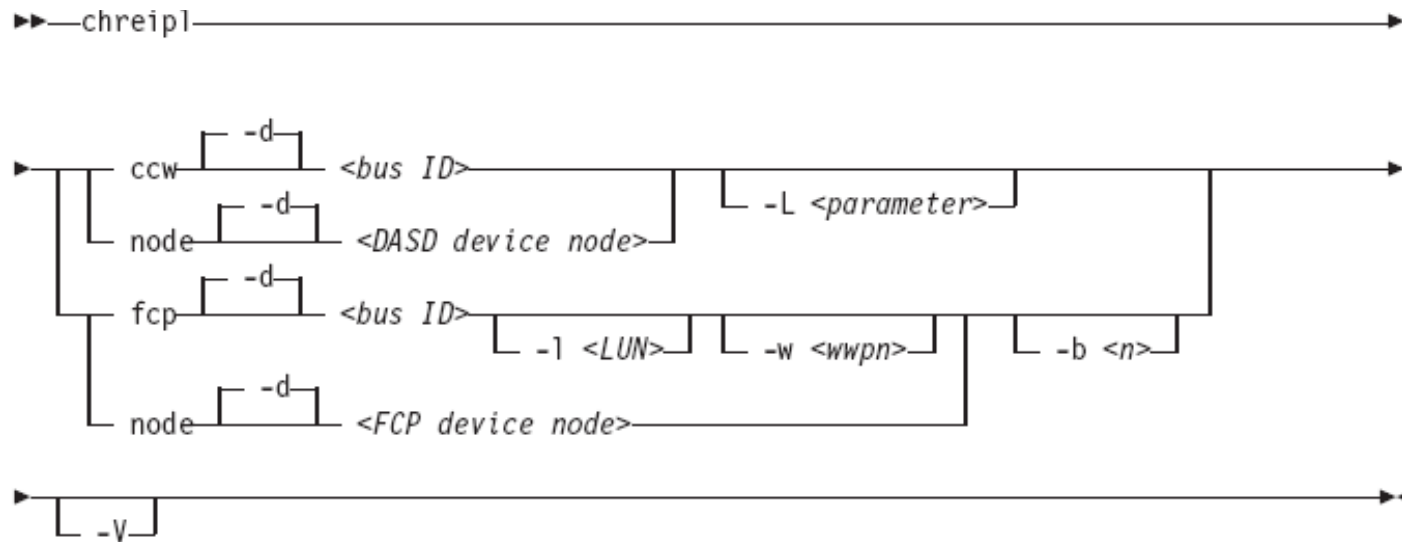 chreipl
-d
ccw <bus ID>
-L <parameter>
-d
node <DASD device node>
-d
fcp <bus ID>
-l <LUN> -w <wwpn> -b <n>
-d
node <FCP device node>
-V